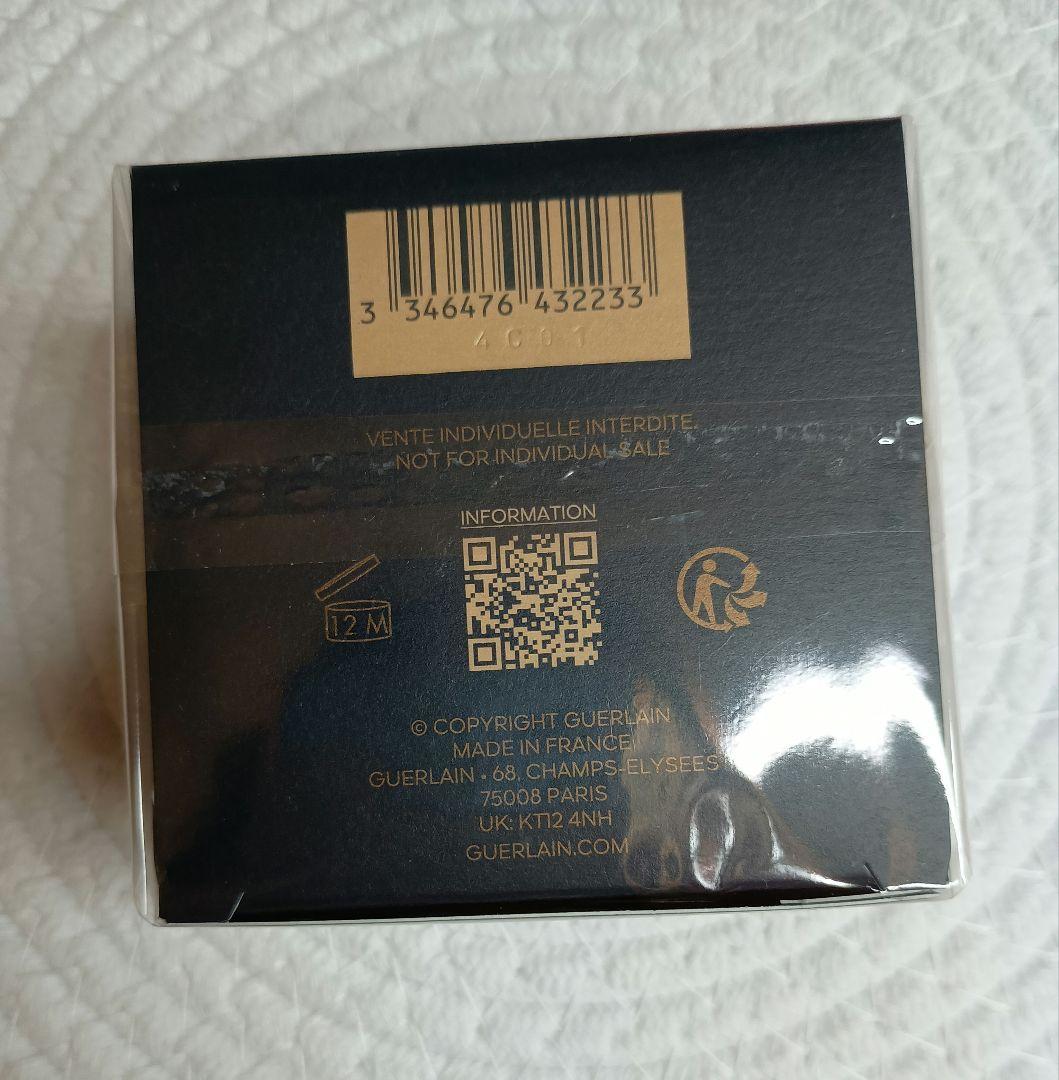 3 346476 432233
4C01
VENTE INDIVIDUELLE INTERDITE.
NOT FOR INDIVIDUAL SALE
INFORMATION
12 M
© COPYRIGHT GUERLAIN
MADE IN FRANCE
GUERLAIN • 68, CHAMPS-ELYSEES
75008 PARIS
UK: KT12 4NH
GUERLAIN.COM